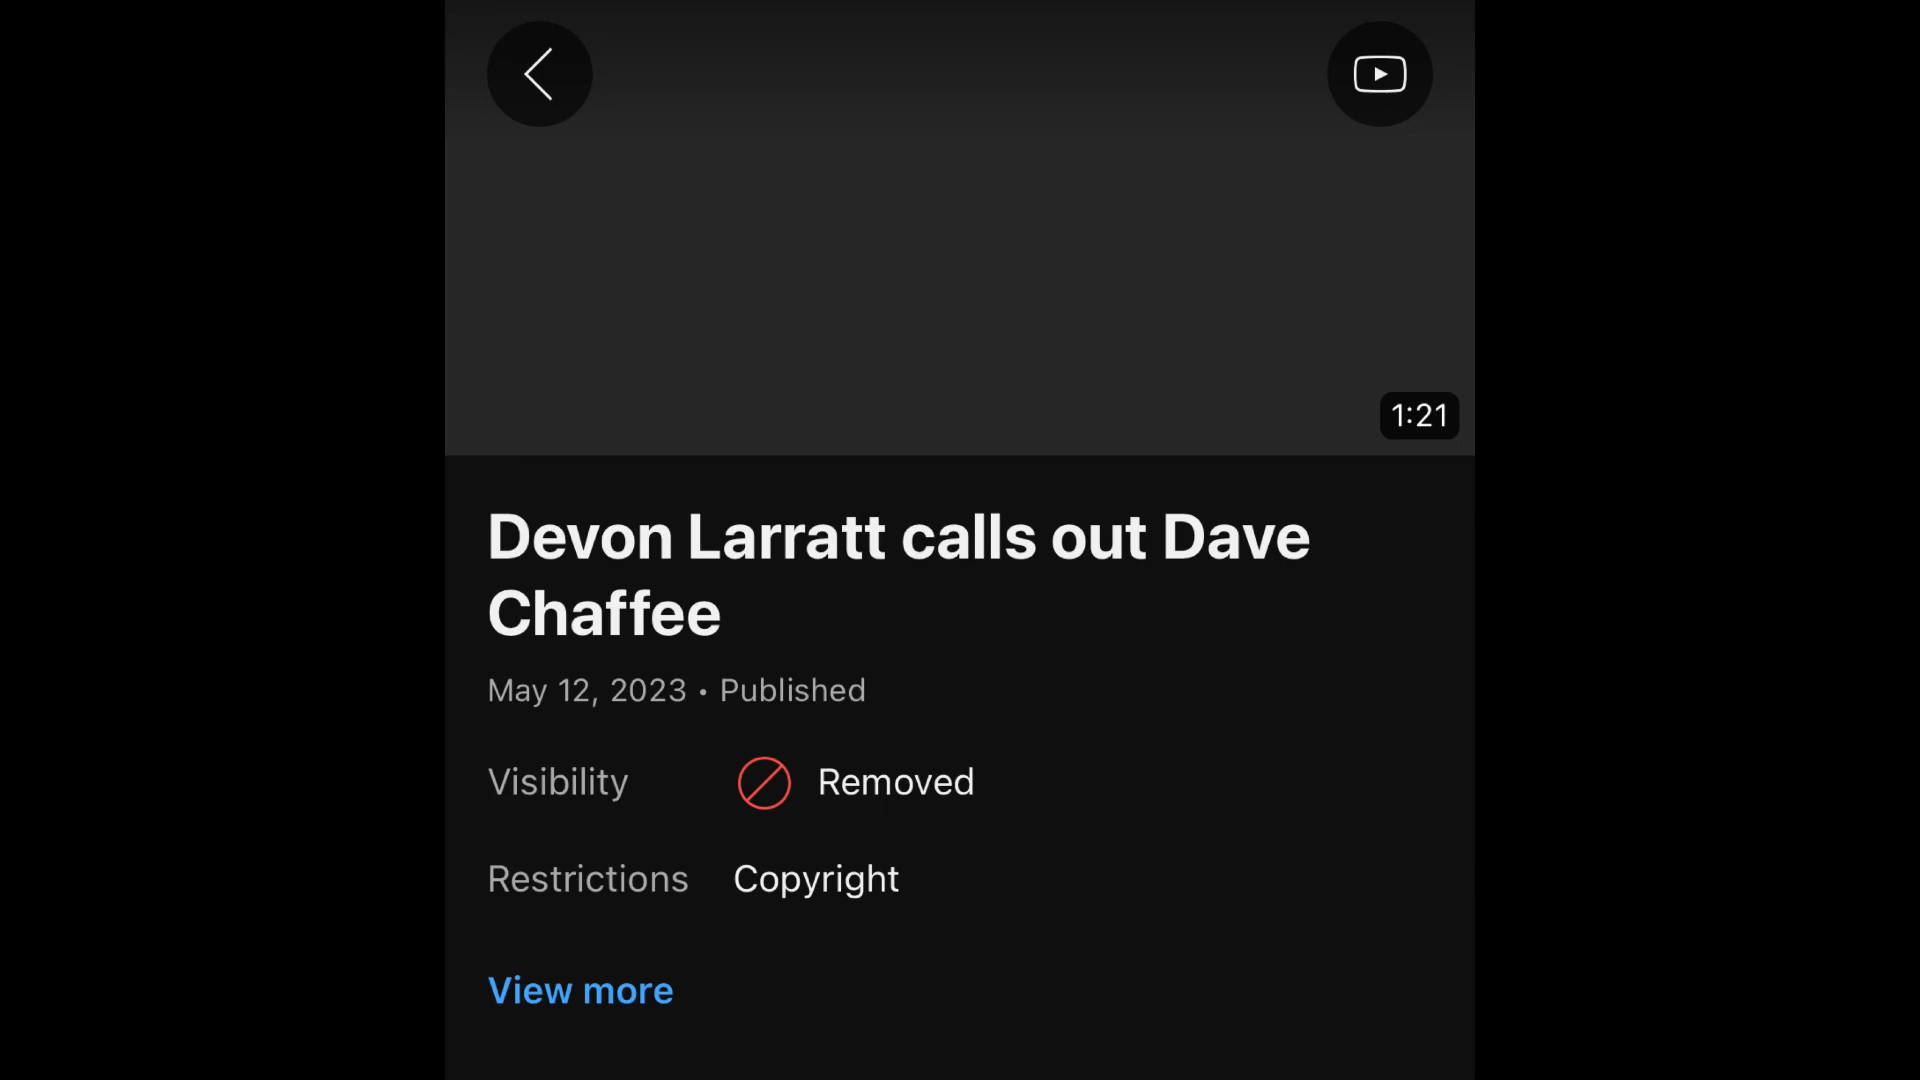 1:21
Devon Larratt calls out Dave
Chaffee
May 12, 2023 • Published
Visibility Removed
Restrictions Copyright
View more